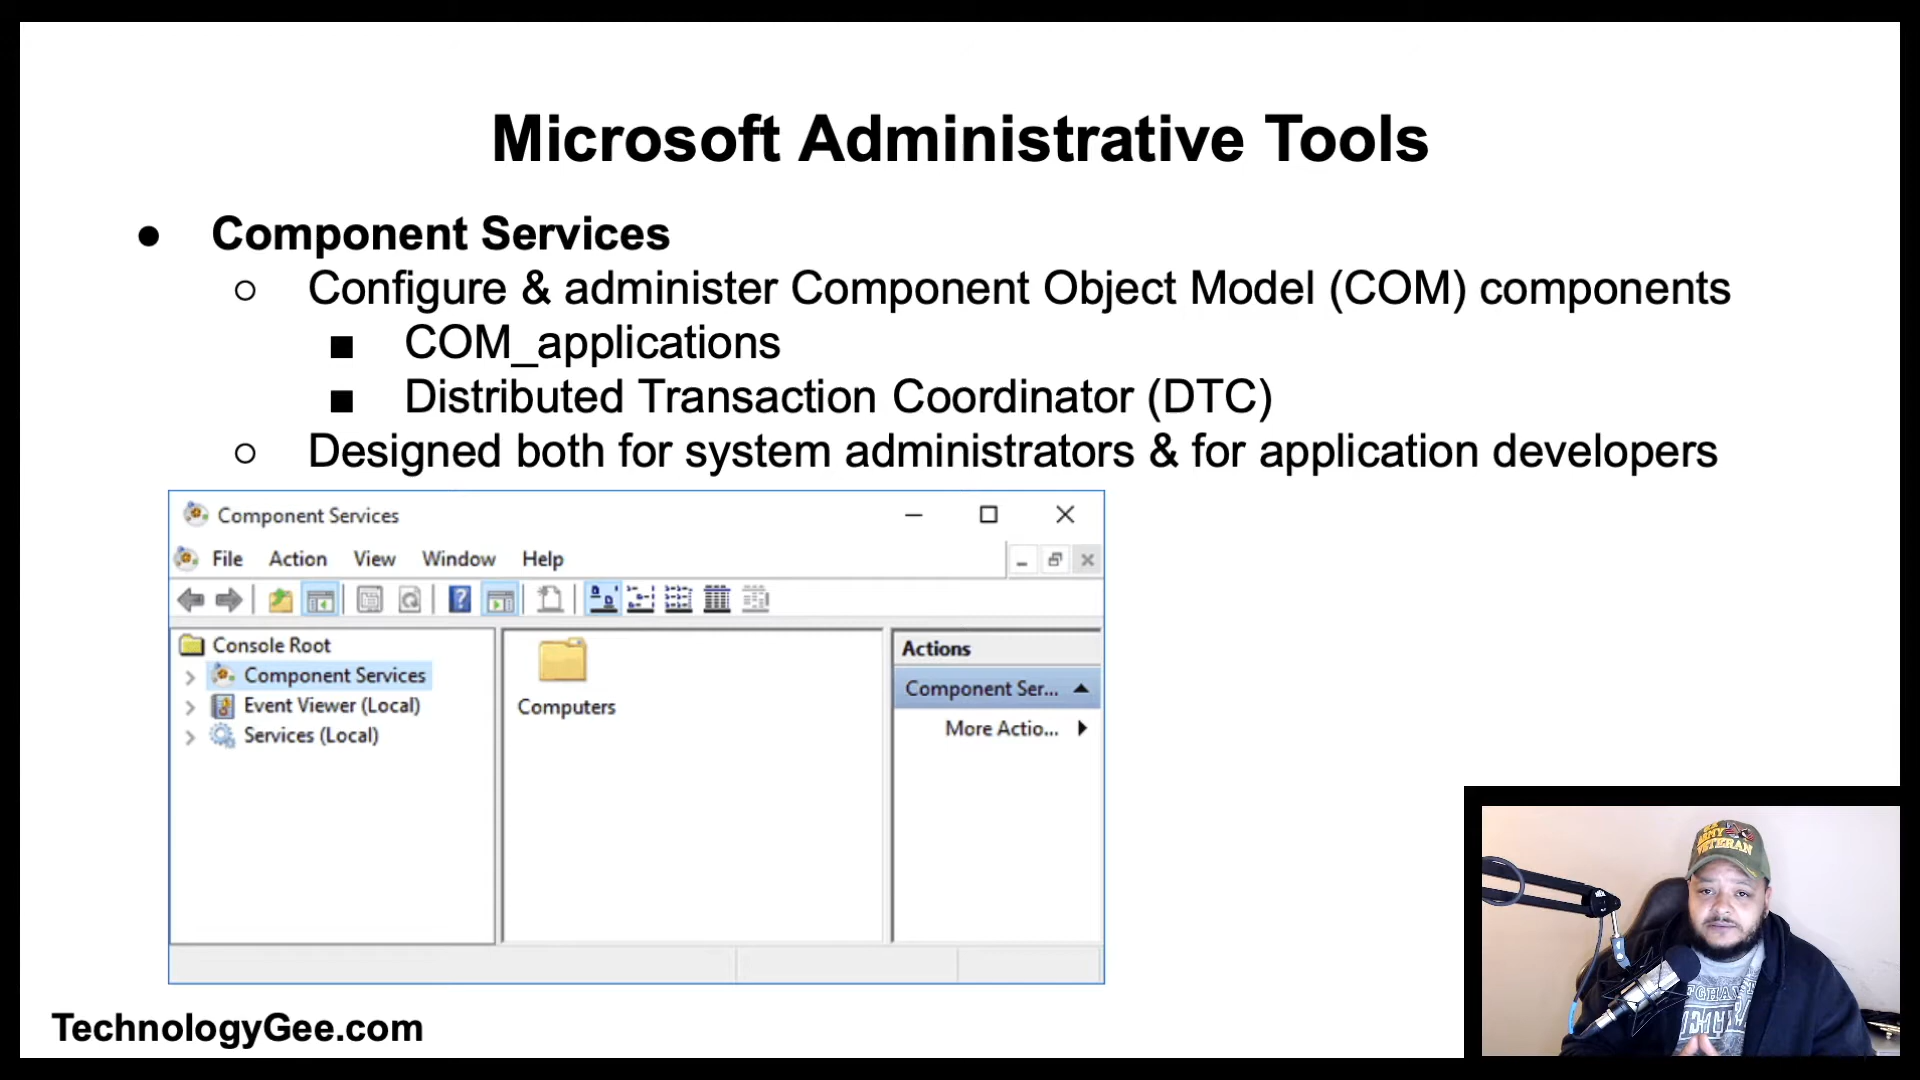 Microsoft Administrative Tools
● Component Services
○ Configure & administer Component Object Model (COM) components
■ COM_applications
■ Distributed Transaction Coordinator (DTC)
○ Designed both for system administrators & for application developers
Component Services
File Action View Window Help
Console Root
Component Services
Event Viewer (Local)
Services (Local)
Computers
Actions
Component Ser...
More Actio...
ARMY
VETERAN
TechnologyGee.com